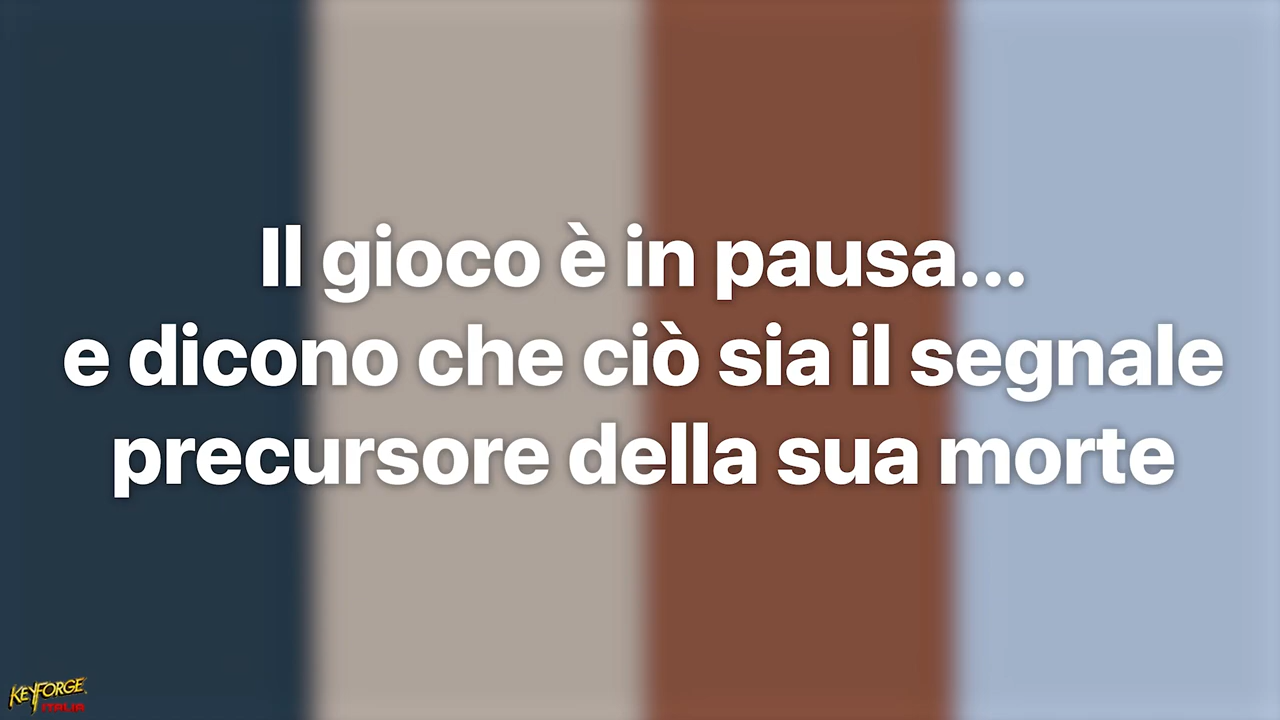 Il gioco è in pausa...
e dicono che ciò sia il segnale
precursore della sua morte
KEYFORGE
ITALIA